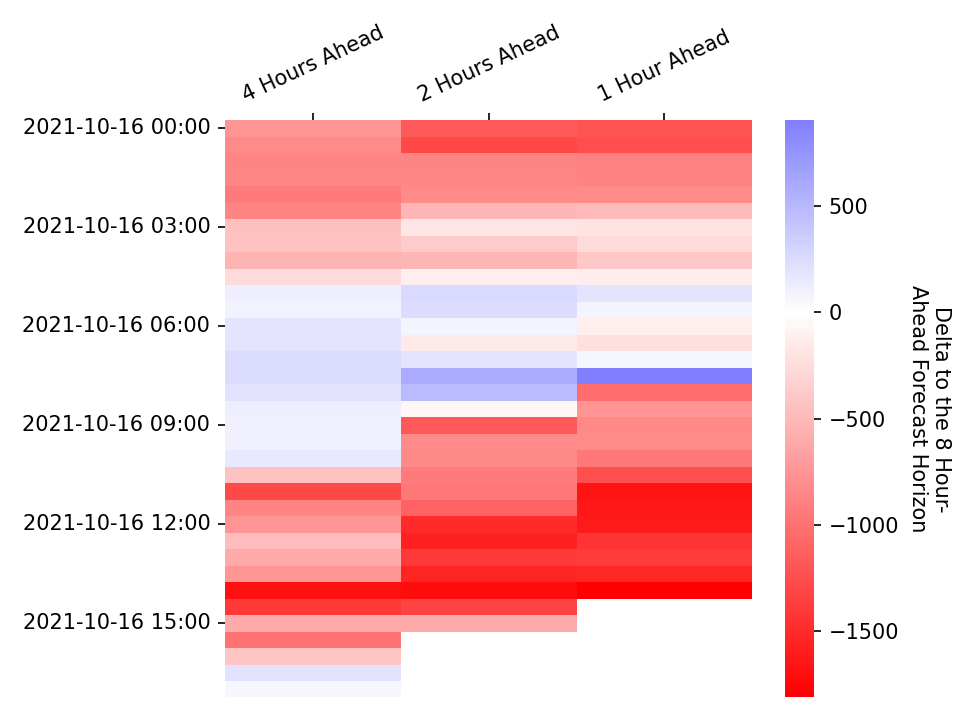 4 Hours Ahead
2 Hours Ahead
1 Hour Ahead
2021-10-16 00:00
2021-10-16 03:00
2021-10-16 06:00
2021-10-16 09:00
2021-10-16 12:00
2021-10-16 15:00
500
0
−500
−1000
−1500
Delta to the 8 Hour-
Ahead Forecast Horizon